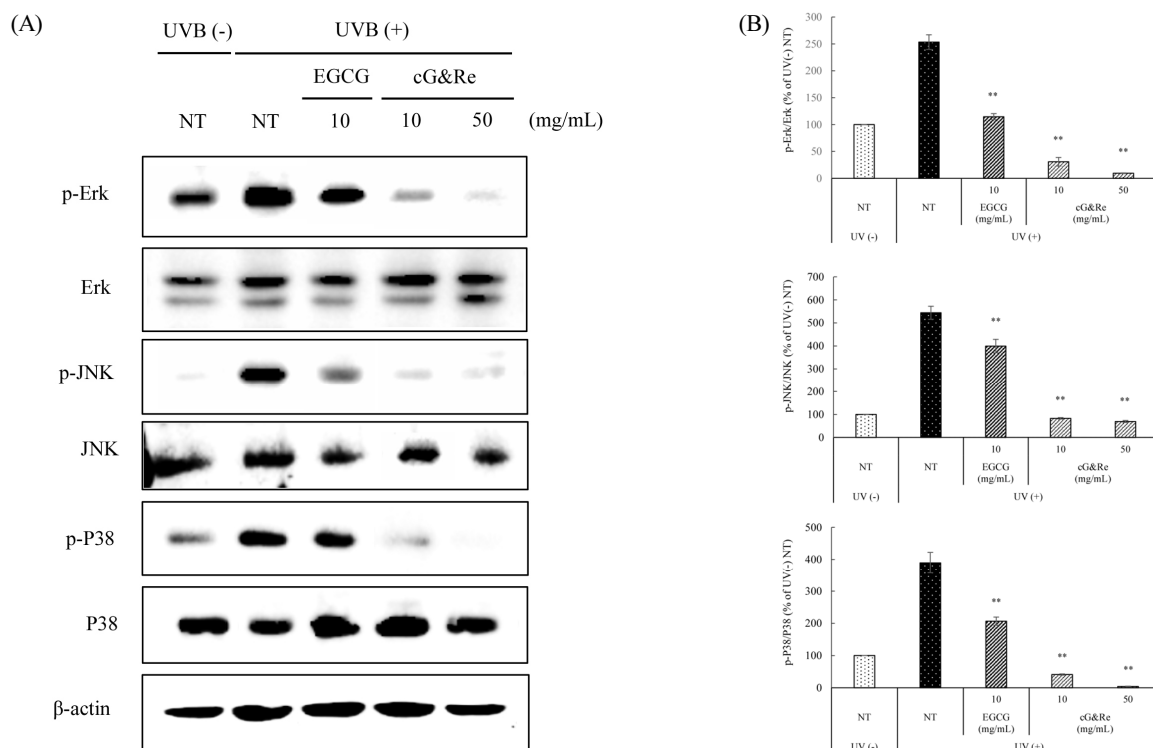 (A)
UVB (-) UVB (+)
EGCG cG&Re
NT NT 10 10 50 (mg/mL)
p-Erk
Erk
p-JNK
JNK
p-P38
P38
β-actin
(B)
p-Erk/Erk (% of UV(-) NT)
300
250
200
150
100
50
0
** ** **
10 10 50
NT NT EGCG cG&Re
(mg/mL) (mg/mL)
UV (-) UV (+)
p-JNK/JNK (% of UV(-) NT)
700
600
500
400
300
200
100
0
** ** **
10 10 50
NT NT EGCG cG&Re
(mg/mL) (mg/mL)
UV (-) UV (+)
p-P38/P38 (% of UV(-) NT)
500
400
300
200
100
0
** ** **
10 10 50
NT NT EGCG cG&Re
(mg/mL) (mg/mL)
UV (-) UV (+)